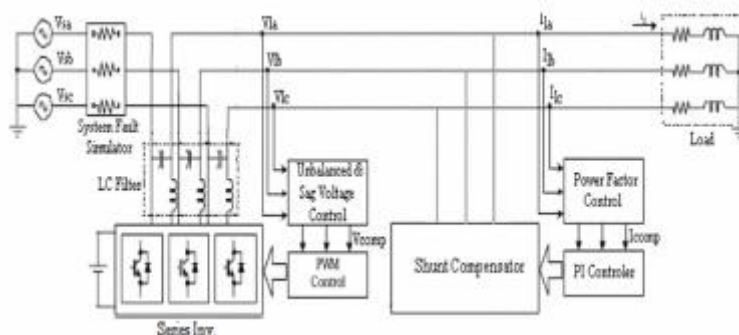 Vsa
Vsb
Vsc
System Fault
Simulator
LC Filter
Series Inv.
Vla
Vlb
Vlc
Unbalanced &
Sag Voltage
Control
Vcomp
PWM
Control
Shunt Compensator
Ila
Ilb
Ilc
Power Factor
Control
Icomp
PI Controler
Load